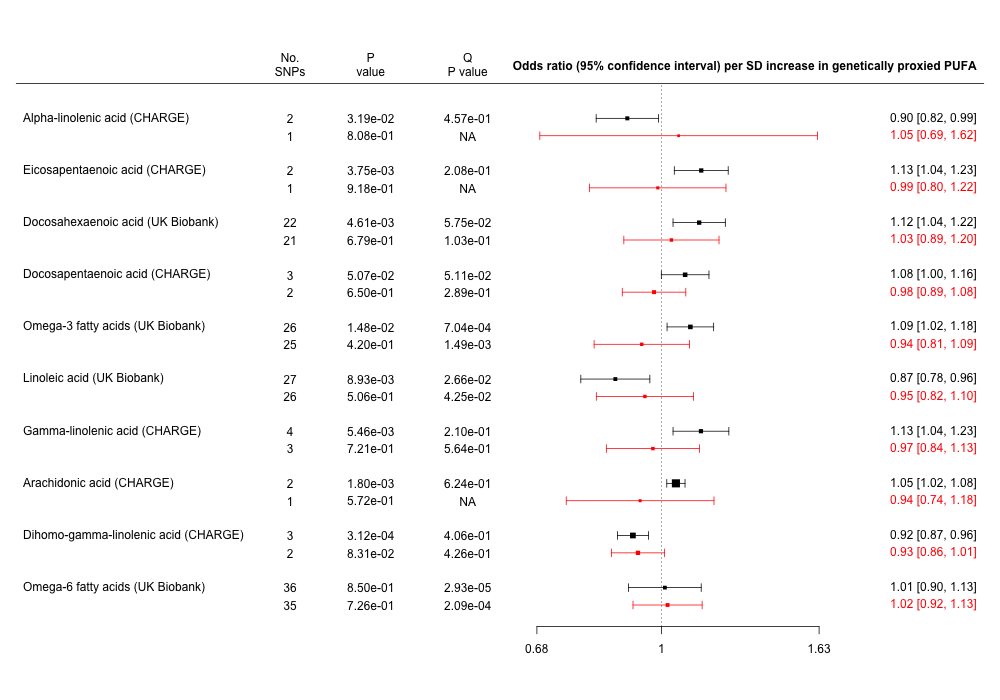 No. SNPs P value Q P value Odds ratio (95% confidence interval) per SD increase in genetically proxied PUFA
Alpha-linolenic acid (CHARGE) 2 3.19e-02 4.57e-01 0.90 [0.82, 0.99]
1 8.08e-01 NA 1.05 [0.69, 1.62]
Eicosapentaenoic acid (CHARGE) 2 3.75e-03 2.08e-01 1.13 [1.04, 1.23]
1 9.18e-01 NA 0.99 [0.80, 1.22]
Docosahexaenoic acid (UK Biobank) 22 4.61e-03 5.75e-02 1.12 [1.04, 1.22]
21 6.79e-01 1.03e-01 1.03 [0.89, 1.20]
Docosapentaenoic acid (CHARGE) 3 5.07e-02 5.11e-02 1.08 [1.00, 1.16]
2 6.50e-01 2.89e-01 0.98 [0.89, 1.08]
Omega-3 fatty acids (UK Biobank) 26 1.48e-02 7.04e-04 1.09 [1.02, 1.18]
25 4.20e-01 1.49e-03 0.94 [0.81, 1.09]
Linoleic acid (UK Biobank) 27 8.93e-03 2.66e-02 0.87 [0.78, 0.96]
26 5.06e-01 4.25e-02 0.95 [0.82, 1.10]
Gamma-linolenic acid (CHARGE) 4 5.46e-03 2.10e-01 1.13 [1.04, 1.23]
3 7.21e-01 5.64e-01 0.97 [0.84, 1.13]
Arachidonic acid (CHARGE) 2 1.80e-03 6.24e-01 1.05 [1.02, 1.08]
1 5.72e-01 NA 0.94 [0.74, 1.18]
Dihomo-gamma-linolenic acid (CHARGE) 3 3.12e-04 4.06e-01 0.92 [0.87, 0.96]
2 8.31e-02 4.26e-01 0.93 [0.86, 1.01]
Omega-6 fatty acids (UK Biobank) 36 8.50e-01 2.93e-05 1.01 [0.90, 1.13]
35 7.26e-01 2.09e-04 1.02 [0.92, 1.13]
0.68 1 1.63